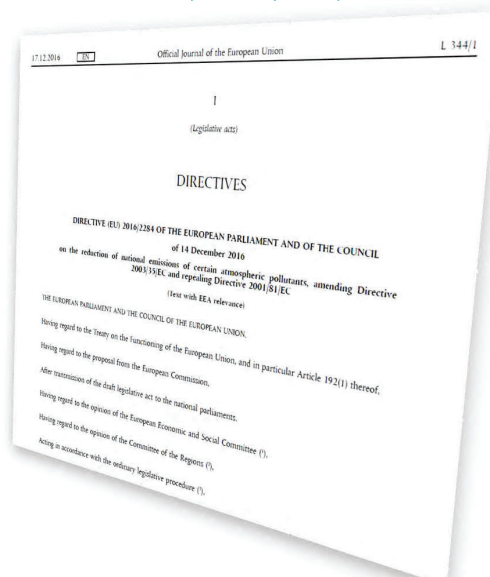 17.12.2016 EN Official Journal of the European Union L 344/1
I
(Legislative acts)
DIRECTIVES
DIRECTIVE (EU) 2016/2284 OF THE EUROPEAN PARLIAMENT AND OF THE COUNCIL
of 14 December 2016
on the reduction of national emissions of certain atmospheric pollutants, amending Directive
2003/35/EC and repealing Directive 2001/81/EC
(Text with EEA relevance)
THE EUROPEAN PARLIAMENT AND THE COUNCIL OF THE EUROPEAN UNION,
Having regard to the Treaty on the Functioning of the European Union, and in particular Article 192(1) thereof,
Having regard to the proposal from the European Commission,
After transmission of the draft legislative act to the national parliaments,
Having regard to the opinion of the European Economic and Social Committee (¹),
Having regard to the opinion of the Committee of the Regions (²),
Acting in accordance with the ordinary legislative procedure (³),